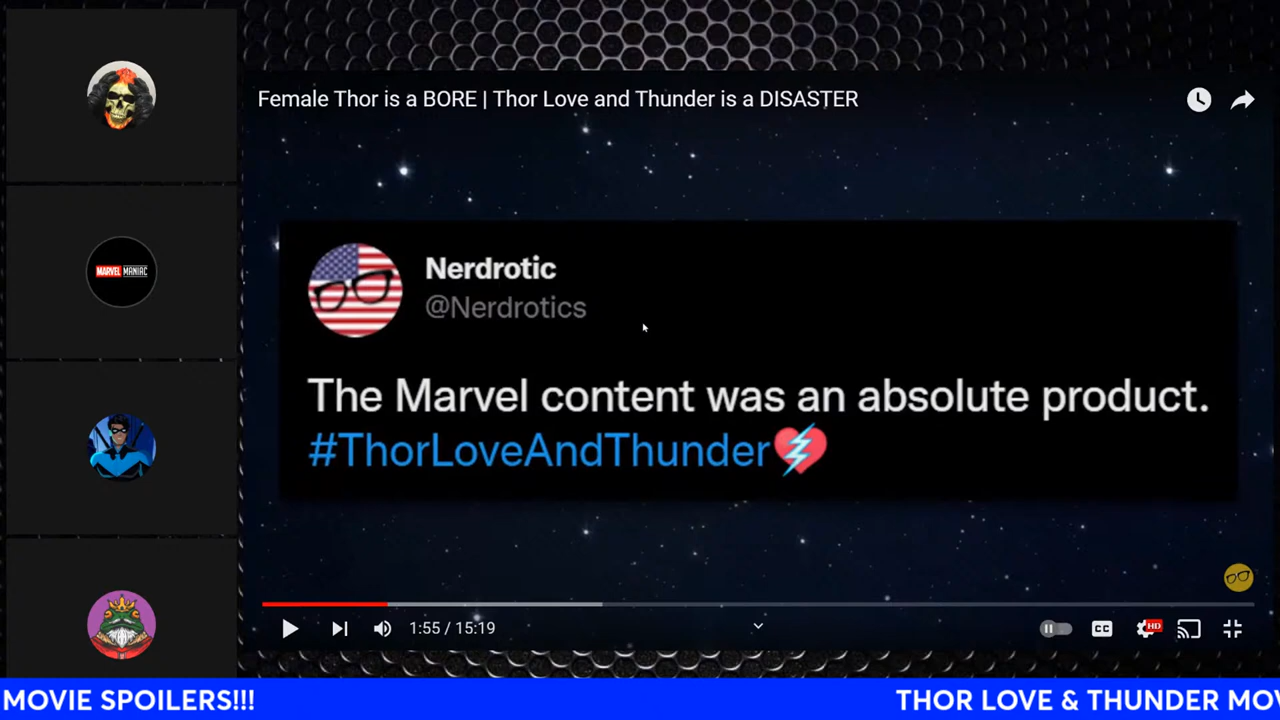 Female Thor is a BORE | Thor Love and Thunder is a DISASTER
MARVEL MANIAC
Nerdrotic
@Nerdrotics
The Marvel content was an absolute product.
#ThorLoveAndThunder
1:55 / 15:19
CC
HD
MOVIE SPOILERS!!! THOR LOVE & THUNDER MOV